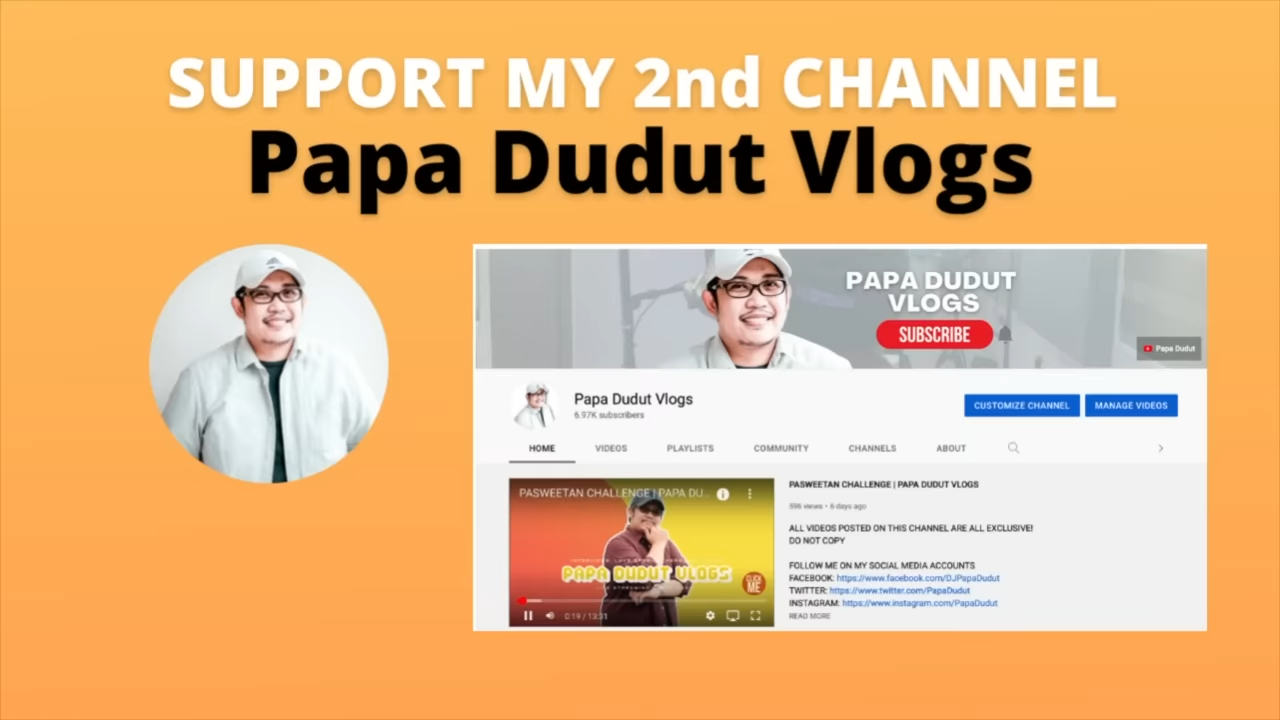 SUPPORT MY 2nd CHANNEL
Papa Dudut Vlogs
PAPA DUDUT
VLOGS
SUBSCRIBE
Papa Dudut
Papa Dudut Vlogs
6.97K subscribers
CUSTOMIZE CHANNEL
MANAGE VIDEOS
HOME VIDEOS PLAYLISTS COMMUNITY CHANNELS ABOUT
PASWEETAN CHALLENGE | PAPA DU...
PAPA DUDUT VLOGS
CLICK
ME
0:19 / 13:31
PASWEETAN CHALLENGE | PAPA DUDUT VLOGS
596 views • 6 days ago
ALL VIDEOS POSTED ON THIS CHANNEL ARE ALL EXCLUSIVE!
DO NOT COPY
FOLLOW ME ON MY SOCIAL MEDIA ACCOUNTS
FACEBOOK: https://www.facebook.com/DJPapaDudut
TWITTER: https://www.twitter.com/PapaDudut
INSTAGRAM: https://www.instagram.com/PapaDudut
READ MORE